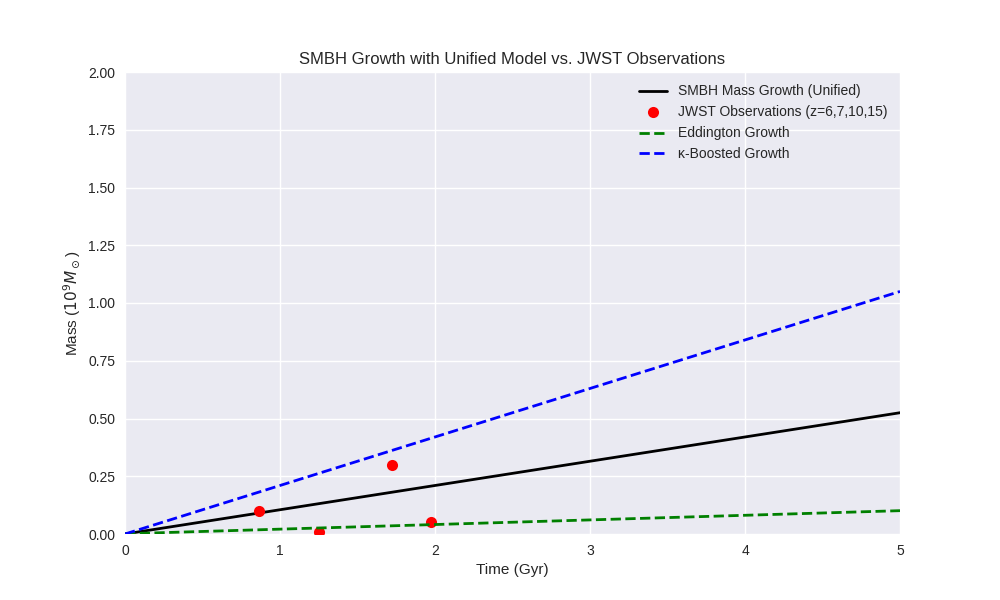 SMBH Growth with Unified Model vs. JWST Observations
SMBH Mass Growth (Unified)
JWST Observations (z=6,7,10,15)
Eddington Growth
κ-Boosted Growth
Mass (10⁹M☉)
2.00
1.75
1.50
1.25
1.00
0.75
0.50
0.25
0.00
0 1 2 3 4 5
Time (Gyr)